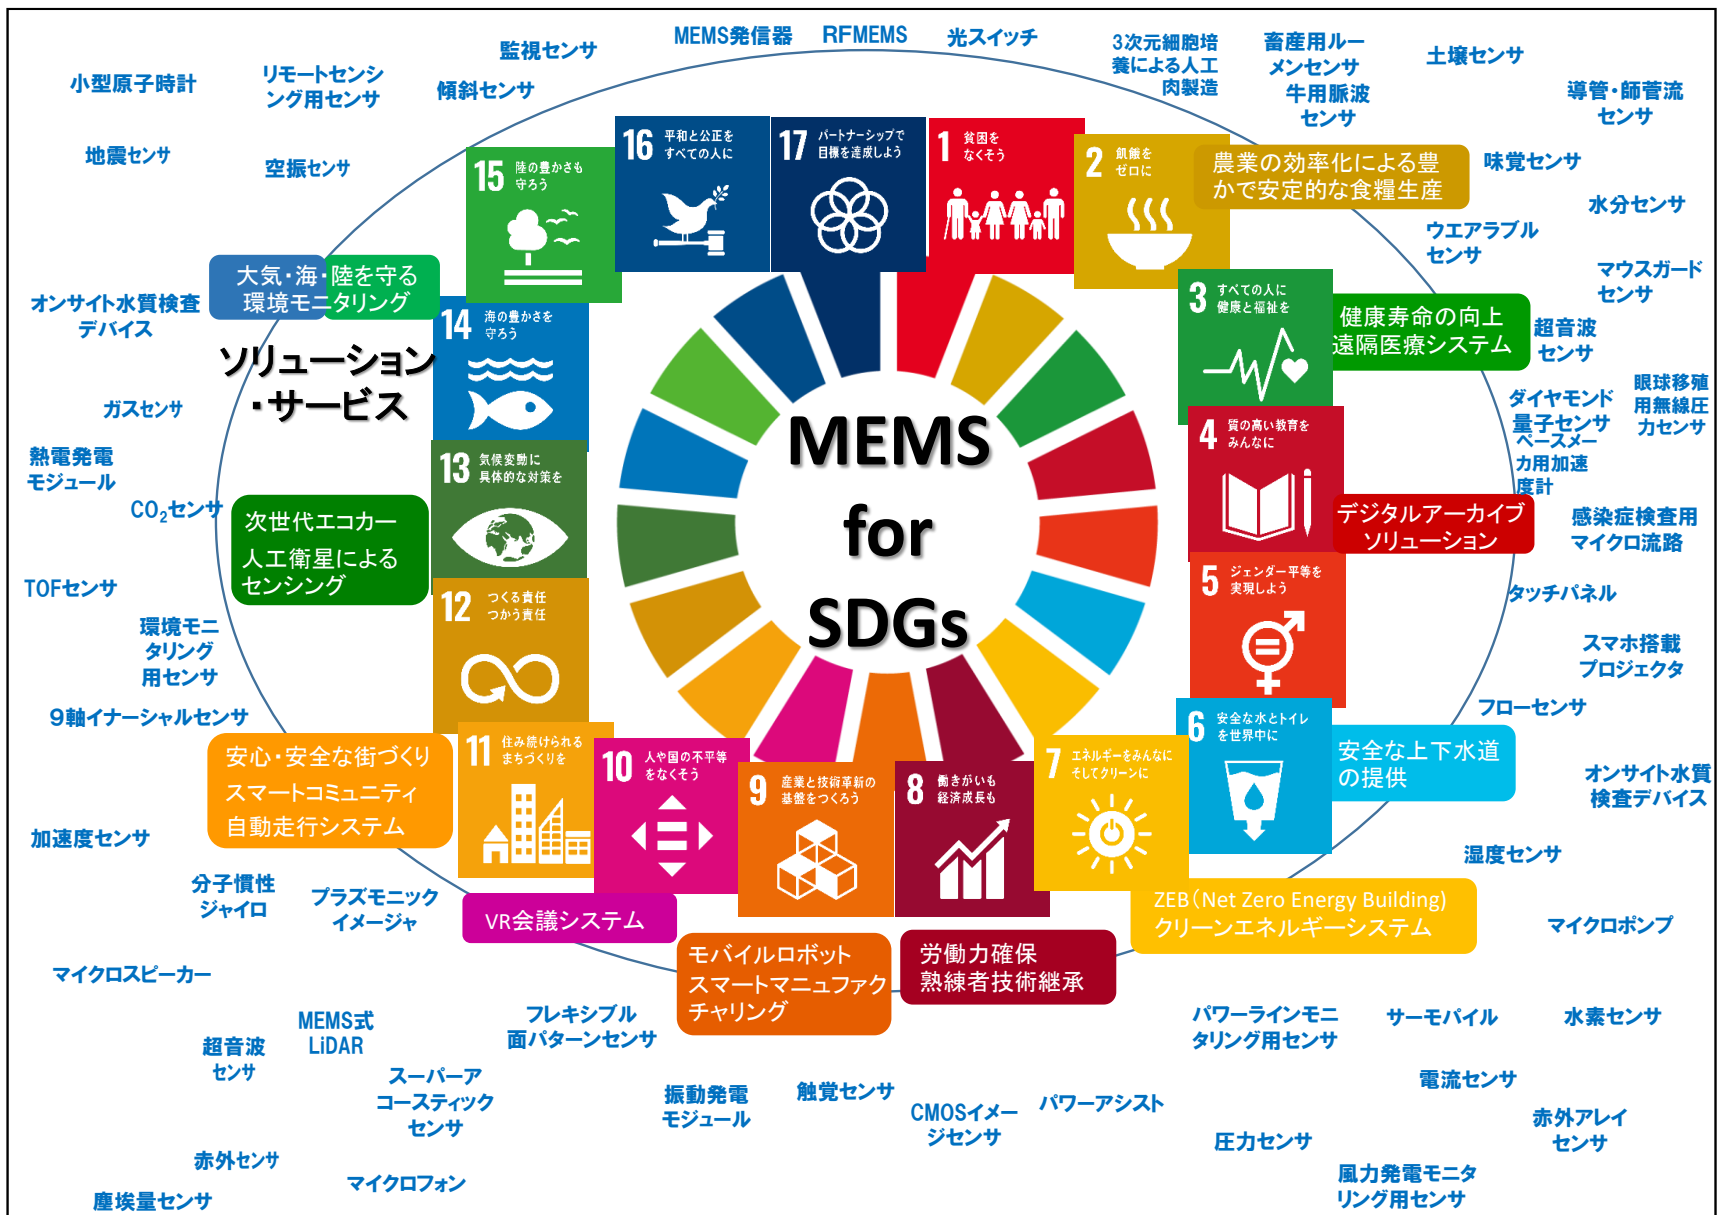 MEMS発信器
RFMEMS
光スイッチ
監視センサ
傾斜センサ
リモートセンシ
ング用センサ
小型原子時計
地震センサ
空振センサ
3次元細胞培
養による人工
肉製造
畜産用ルー
メンセンサ
牛用脈波
センサ
土壌センサ
導管・師菅流
センサ
味覚センサ
水分センサ
ウエアラブル
センサ
マウスガード
センサ
超音波
センサ
眼球移殖
用無線圧
力センサ
ダイヤモンド
量子センサ
ペースメー
カ用加速
度計
感染症検査用
マイクロ流路
タッチパネル
スマホ搭載
プロジェクタ
フローセンサ
オンサイト水質
検査デバイス
湿度センサ
マイクロポンプ
水素センサ
サーモパイル
パワーラインモニ
タリング用センサ
電流センサ
赤外アレイ
センサ
圧力センサ
風力発電モニタ
リング用センサ
パワーアシスト
CMOSイメー
ジセンサ
触覚センサ
振動発電
モジュール
フレキシブル
面パターンセンサ
スーパーア
コースティック
センサ
マイクロフォン
MEMS式
LiDAR
超音波
センサ
赤外センサ
塵埃量センサ
マイクロスピーカー
プラズモニック
イメージャ
分子慣性
ジャイロ
加速度センサ
9軸イナーシャルセンサ
環境モニ
タリング
用センサ
TOFセンサ
CO₂センサ
熱電発電
モジュール
ガスセンサ
オンサイト水質検査
デバイス
ソリューション
・サービス
MEMS
for
SDGs
1 貧困を
なくそう
2 飢餓を
ゼロに
農業の効率化による豊
かで安定的な食糧生産
3 すべての人に
健康と福祉を
健康寿命の向上
遠隔医療システム
4 質の高い教育を
みんなに
デジタルアーカイブ
ソリューション
5 ジェンダー平等を
実現しよう
6 安全な水とトイレ
を世界中に
安全な上下水道
の提供
7 エネルギーをみんなに
そしてクリーンに
ZEB(Net Zero Energy Building)
クリーンエネルギーシステム
8 働きがいも
経済成長も
労働力確保
熟練者技術継承
9 産業と技術革新の
基盤をつくろう
モバイルロボット
スマートマニュファク
チャリング
10 人や国の不平等
をなくそう
VR会議システム
11 住み続けられる
まちづくりを
安心・安全な街づくり
スマートコミュニティ
自動走行システム
12 つくる責任
つかう責任
13 気候変動に
具体的な対策を
次世代エコカー
人工衛星による
センシング
14 海の豊かさを
守ろう
大気・海・陸を守る
環境モニタリング
15 陸の豊かさも
守ろう
16 平和と公正を
すべての人に
17 パートナーシップで
目標を達成しよう